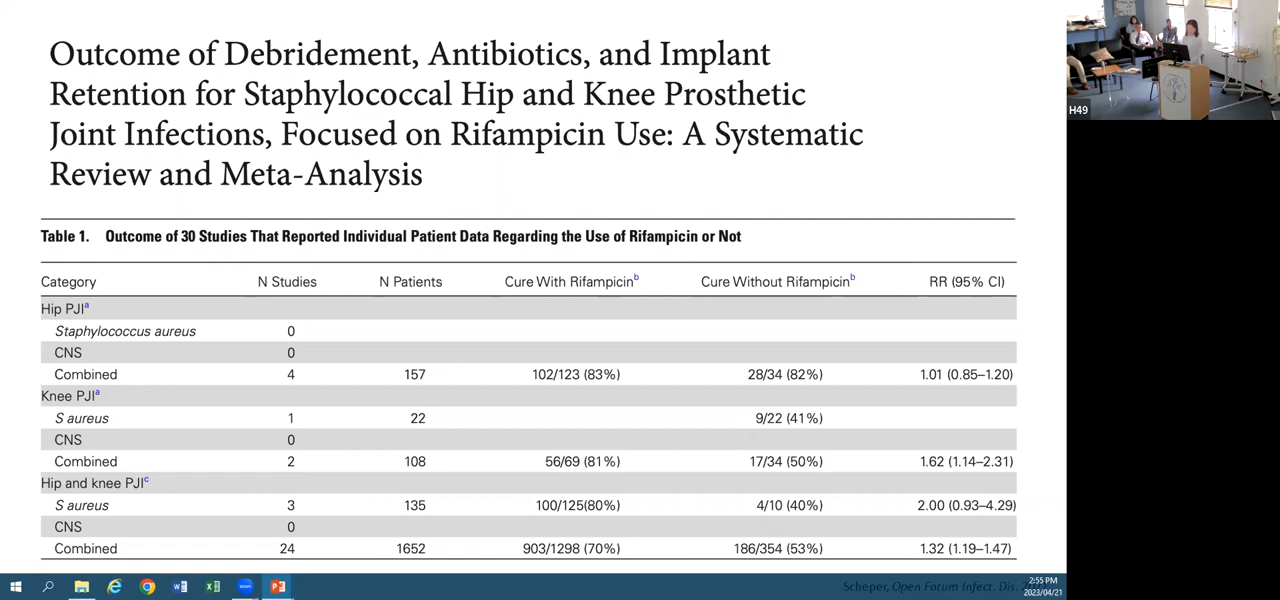 Outcome of Debridement, Antibiotics, and Implant
Retention for Staphylococcal Hip and Knee Prosthetic
Joint Infections, Focused on Rifampicin Use: A Systematic
Review and Meta-Analysis
Table 1. Outcome of 30 Studies That Reported Individual Patient Data Regarding the Use of Rifampicin or Not
Category N Studies N Patients Cure With Rifampicinb Cure Without Rifampicinb RR (95% CI)
Hip PJIa
Staphylococcus aureus 0
CNS 0
Combined 4 157 102/123 (83%) 28/34 (82%) 1.01 (0.85–1.20)
Knee PJIa
S aureus 1 22 9/22 (41%)
CNS 0
Combined 2 108 56/69 (81%) 17/34 (50%) 1.62 (1.14–2.31)
Hip and knee PJIc
S aureus 3 135 100/125(80%) 4/10 (40%) 2.00 (0.93–4.29)
CNS 0
Combined 24 1652 903/1298 (70%) 186/354 (53%) 1.32 (1.19–1.47)
Scheper, Open Forum Infect. Dis.
2:55 PM
2023/04/21
H49
zoom